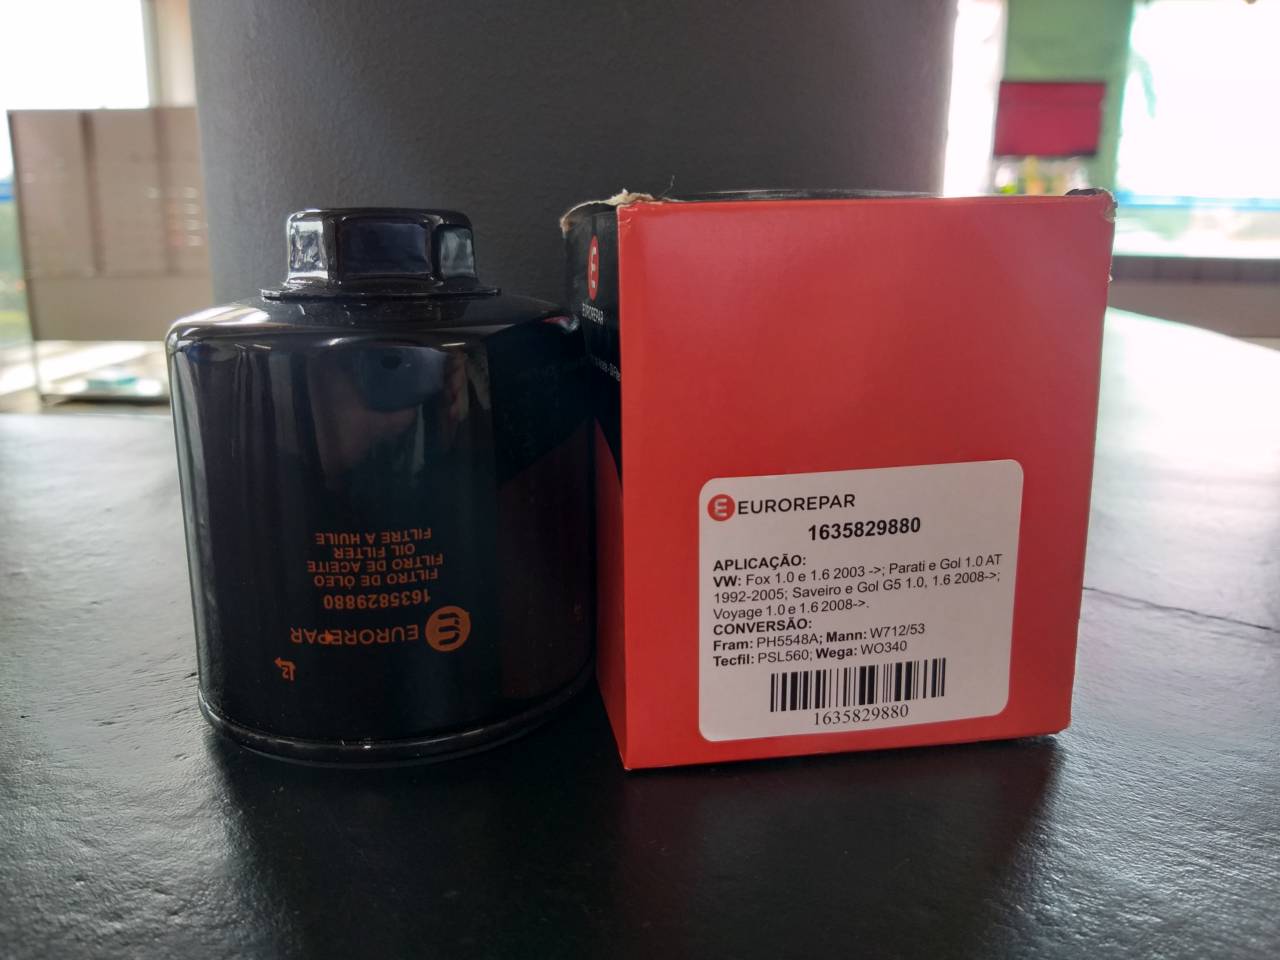 EUROREPAR
1635829880
FILTRO DE ÓLEO
FILTRO DE ACEITE
OIL FILTER
FILTRE A HUILE
EUROREPAR
EUROREPAR
1635829880
APLICAÇÃO:
VW: Fox 1.0 e 1.6 2003 ->; Parati e Gol 1.0 AT
1992-2005; Saveiro e Gol G5 1.0, 1.6 2008->;
Voyage 1.0 e 1.6 2008->.
CONVERSÃO:
Fram: PH5548A; Mann: W712/53
Tecfil: PSL560; Wega: WO340
1635829880